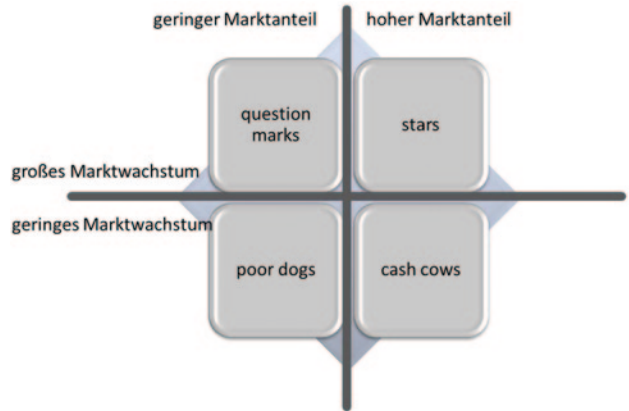 geringer Marktanteil
hoher Marktanteil
question
marks
stars
großes Marktwachstum
geringes Marktwachstum
poor dogs
cash cows